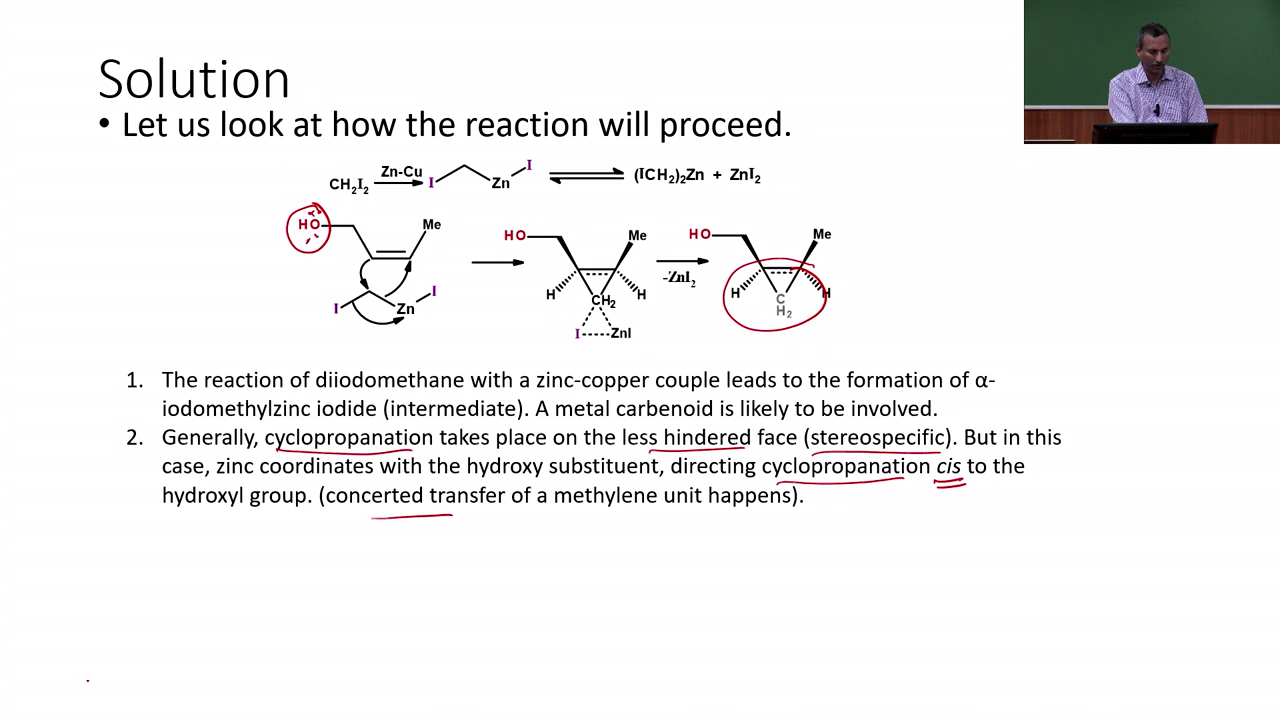 Solution
• Let us look at how the reaction will proceed.
CH2I2 Zn-Cu I Zn I (ICH2)2Zn + ZnI2
HO Me HO Me HO Me
-ZnI2
I Zn I H CH2 H H C H2 H
I ZnI
1. The reaction of diiodomethane with a zinc-copper couple leads to the formation of α-
iodomethylzinc iodide (intermediate). A metal carbenoid is likely to be involved.
2. Generally, cyclopropanation takes place on the less hindered face (stereospecific). But in this
case, zinc coordinates with the hydroxy substituent, directing cyclopropanation cis to the
hydroxyl group. (concerted transfer of a methylene unit happens).